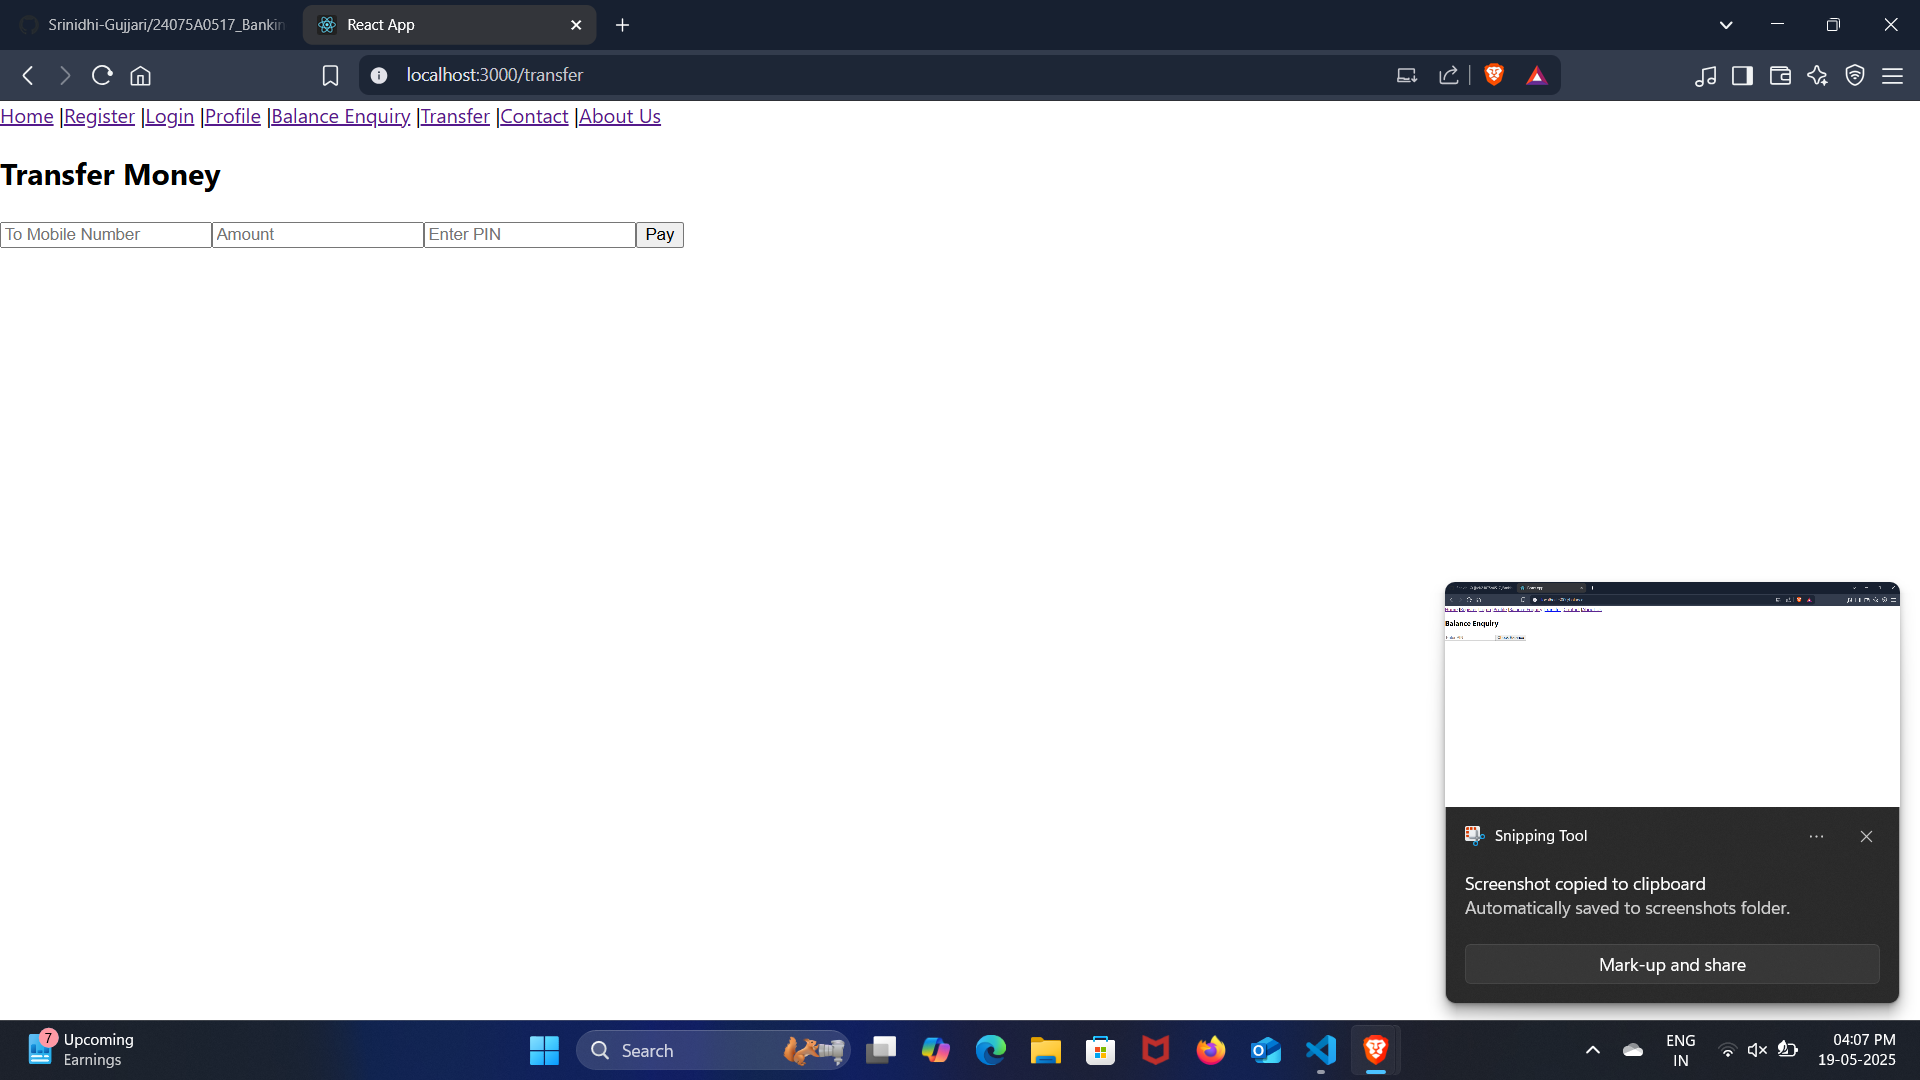 Srinidhi-Gujjari/24075A0517_Bankin
React App
localhost:3000/transfer
Home |Register |Login |Profile |Balance Enquiry |Transfer |Contact |About Us
Transfer Money
To Mobile Number
Amount
Enter PIN
Pay
Balance Enquiry
Snipping Tool
Screenshot copied to clipboard
Automatically saved to screenshots folder.
Mark-up and share
7
Upcoming
Earnings
Search
ENG
IN
04:07 PM
19-05-2025